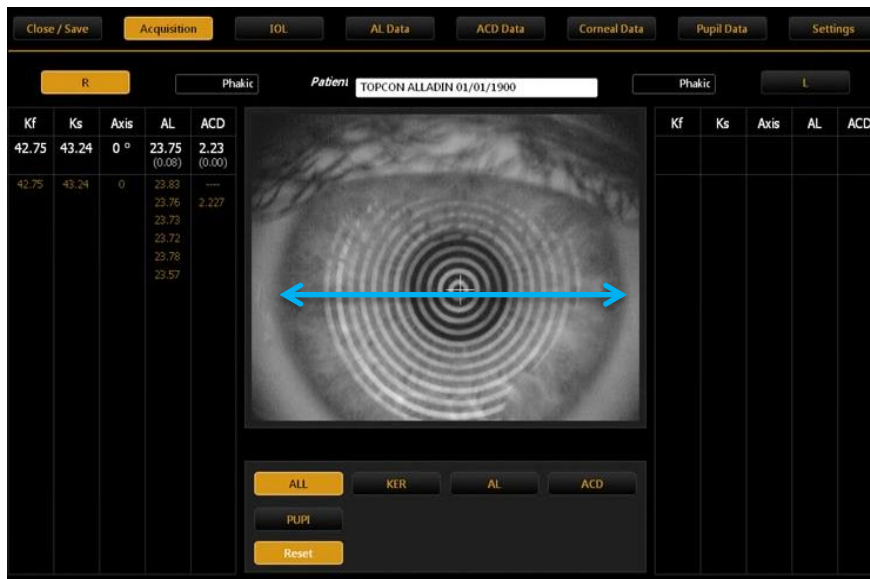 Close / Save Acquisition IOL AL Data ACD Data Corneal Data Pupil Data Settings
R Phakic Patient TOPCON ALLADIN 01/01/1900 Phakic L
Kf Ks Axis AL ACD Kf Ks Axis AL ACD
42.75 43.24 0 ° 23.75 2.23
(0.08) (0.00)
42.75 43.24 0 23.83 ----
23.76 2.227
23.73
23.72
23.78
23.57
ALL KER AL ACD
PUPI
Reset